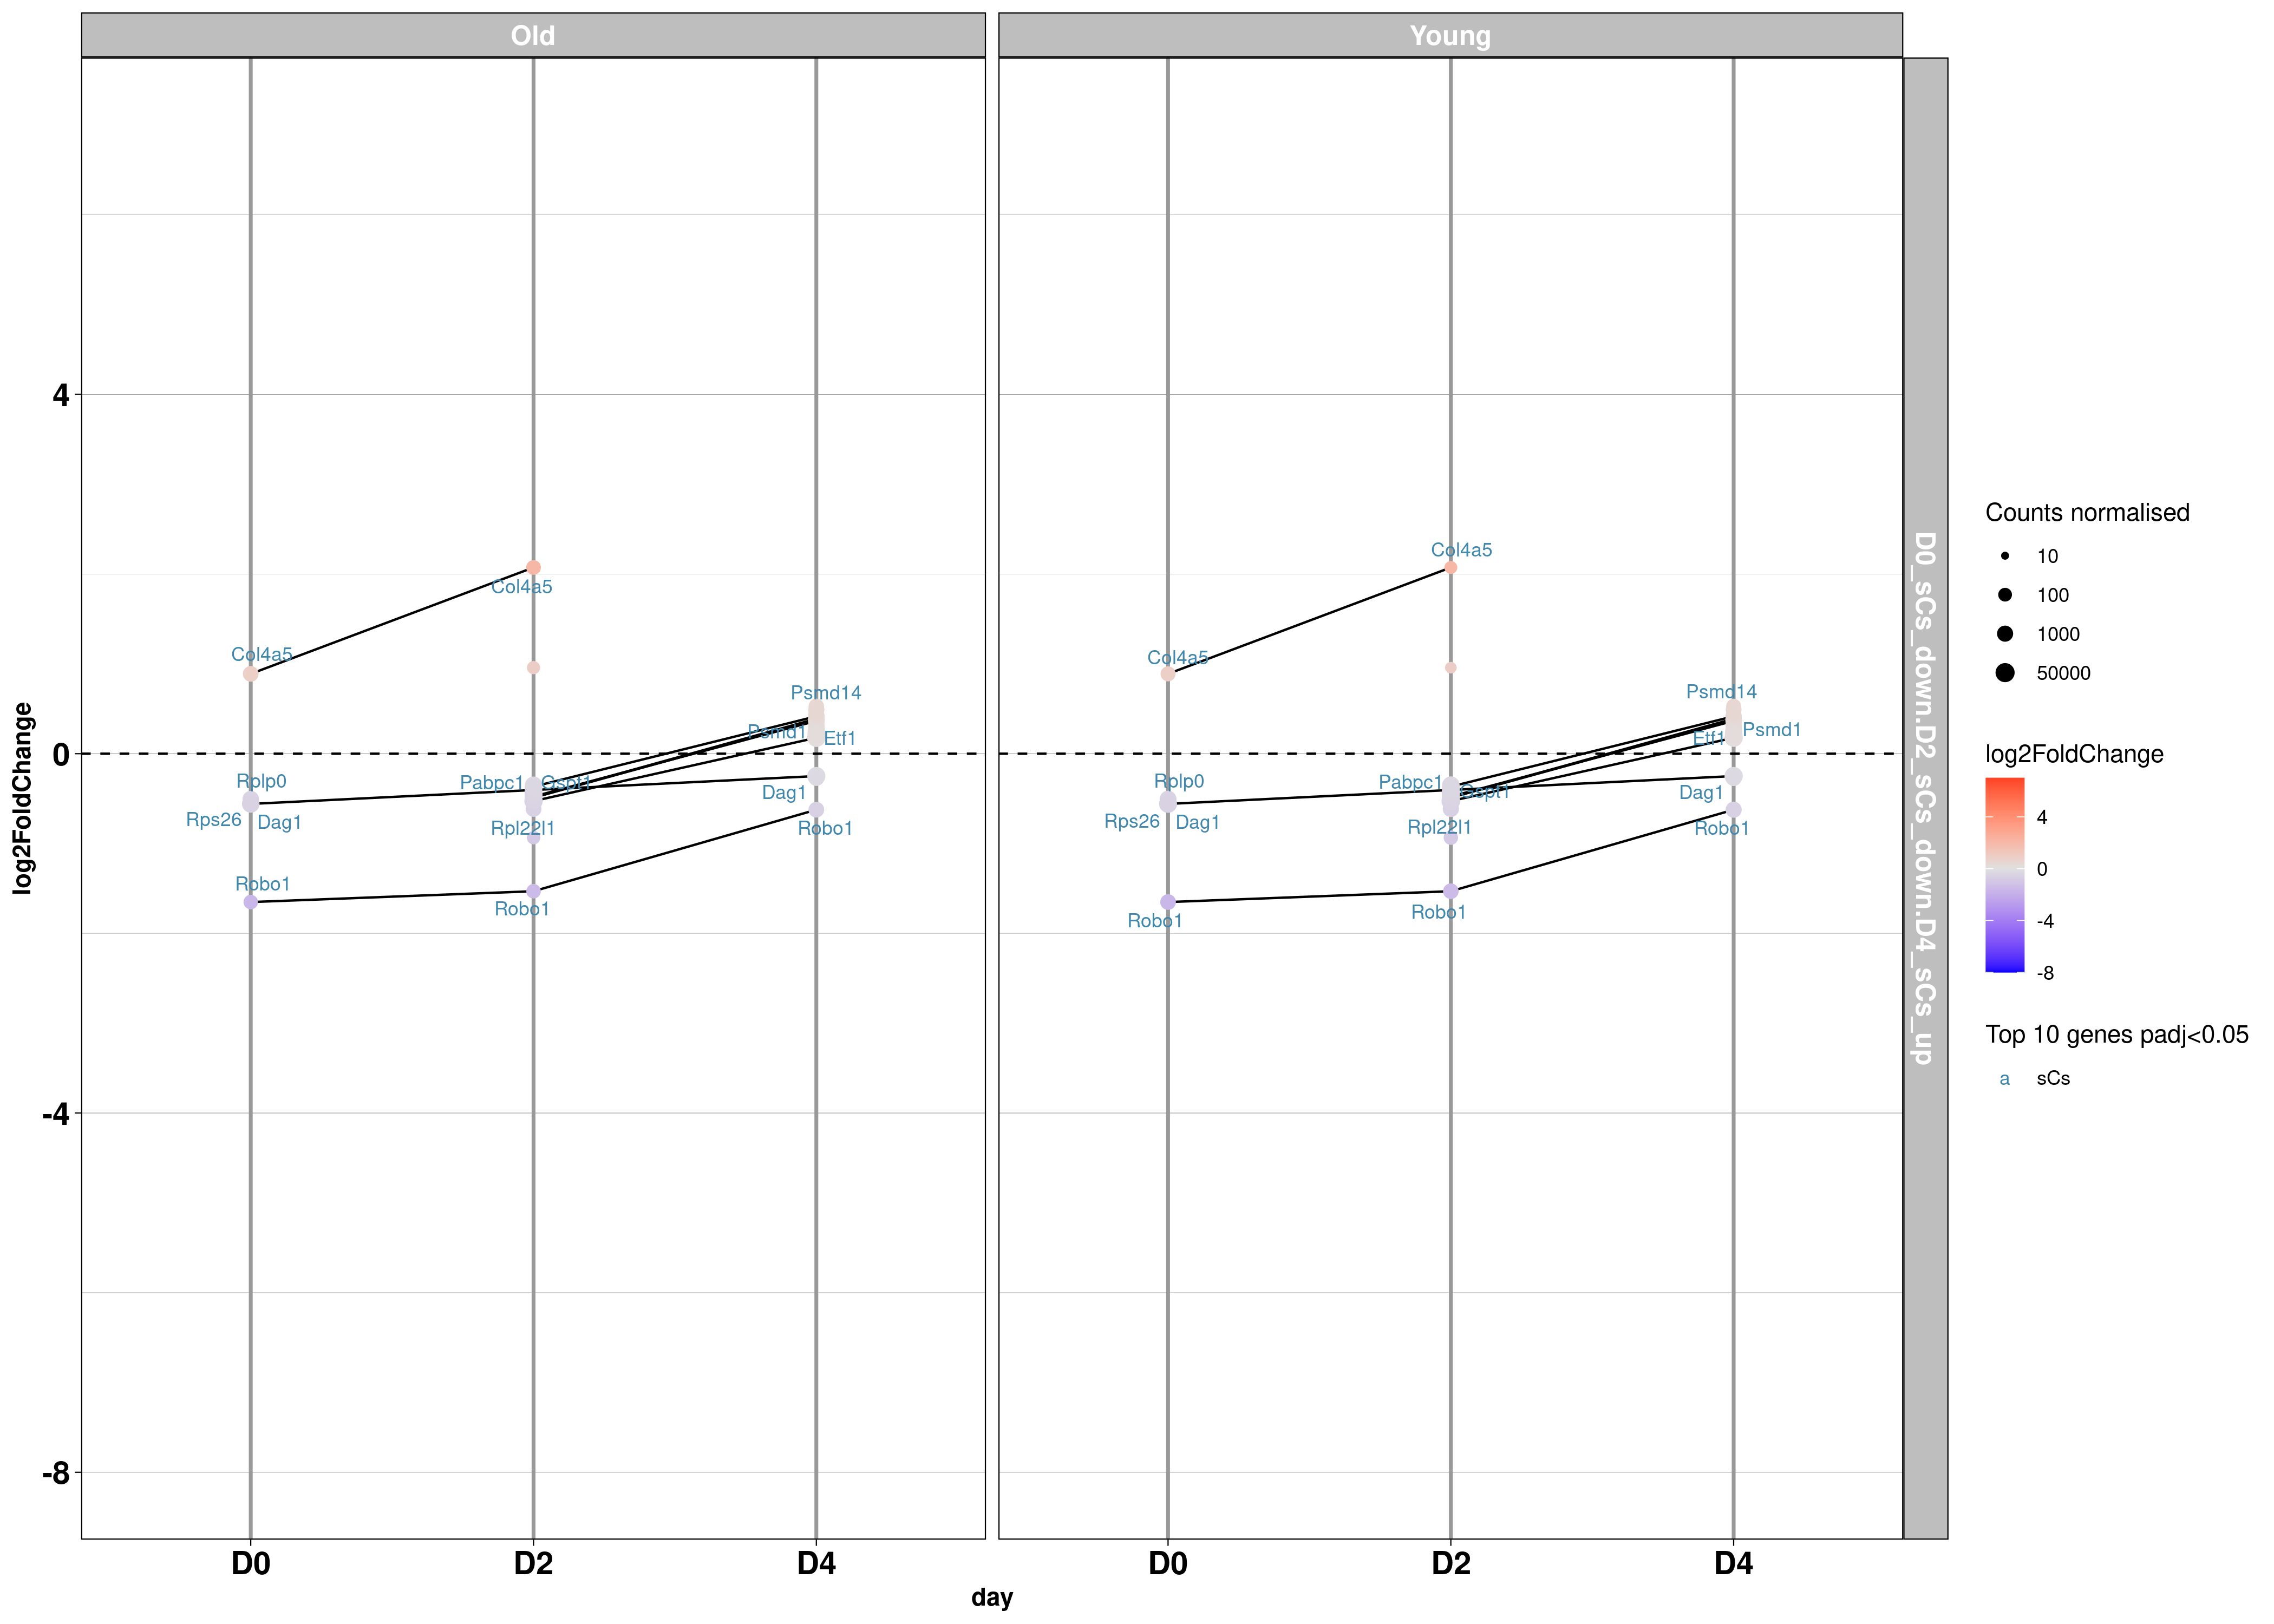 Old
Young
4
0
-4
-8
log2FoldChange
Col4a5
Col4a5
Psmd14
Psmd1
Etf1
Rplp0
Pabpc1
Gspt1
Rps26
Dag1
Dag1
Rpl22l1
Robo1
Robo1
Robo1
Col4a5
Col4a5
Psmd14
Psmd1
Etf1
Rplp0
Pabpc1
Gspt1
Rps26
Dag1
Dag1
Rpl22l1
Robo1
Robo1
Robo1
D0_sCs_down.D2_sCs_down.D4_sCs_up
D0
D2
D4
D0
D2
D4
day
Counts normalised
10
100
1000
50000
log2FoldChange
4
0
-4
-8
Top 10 genes padj<0.05
a sCs